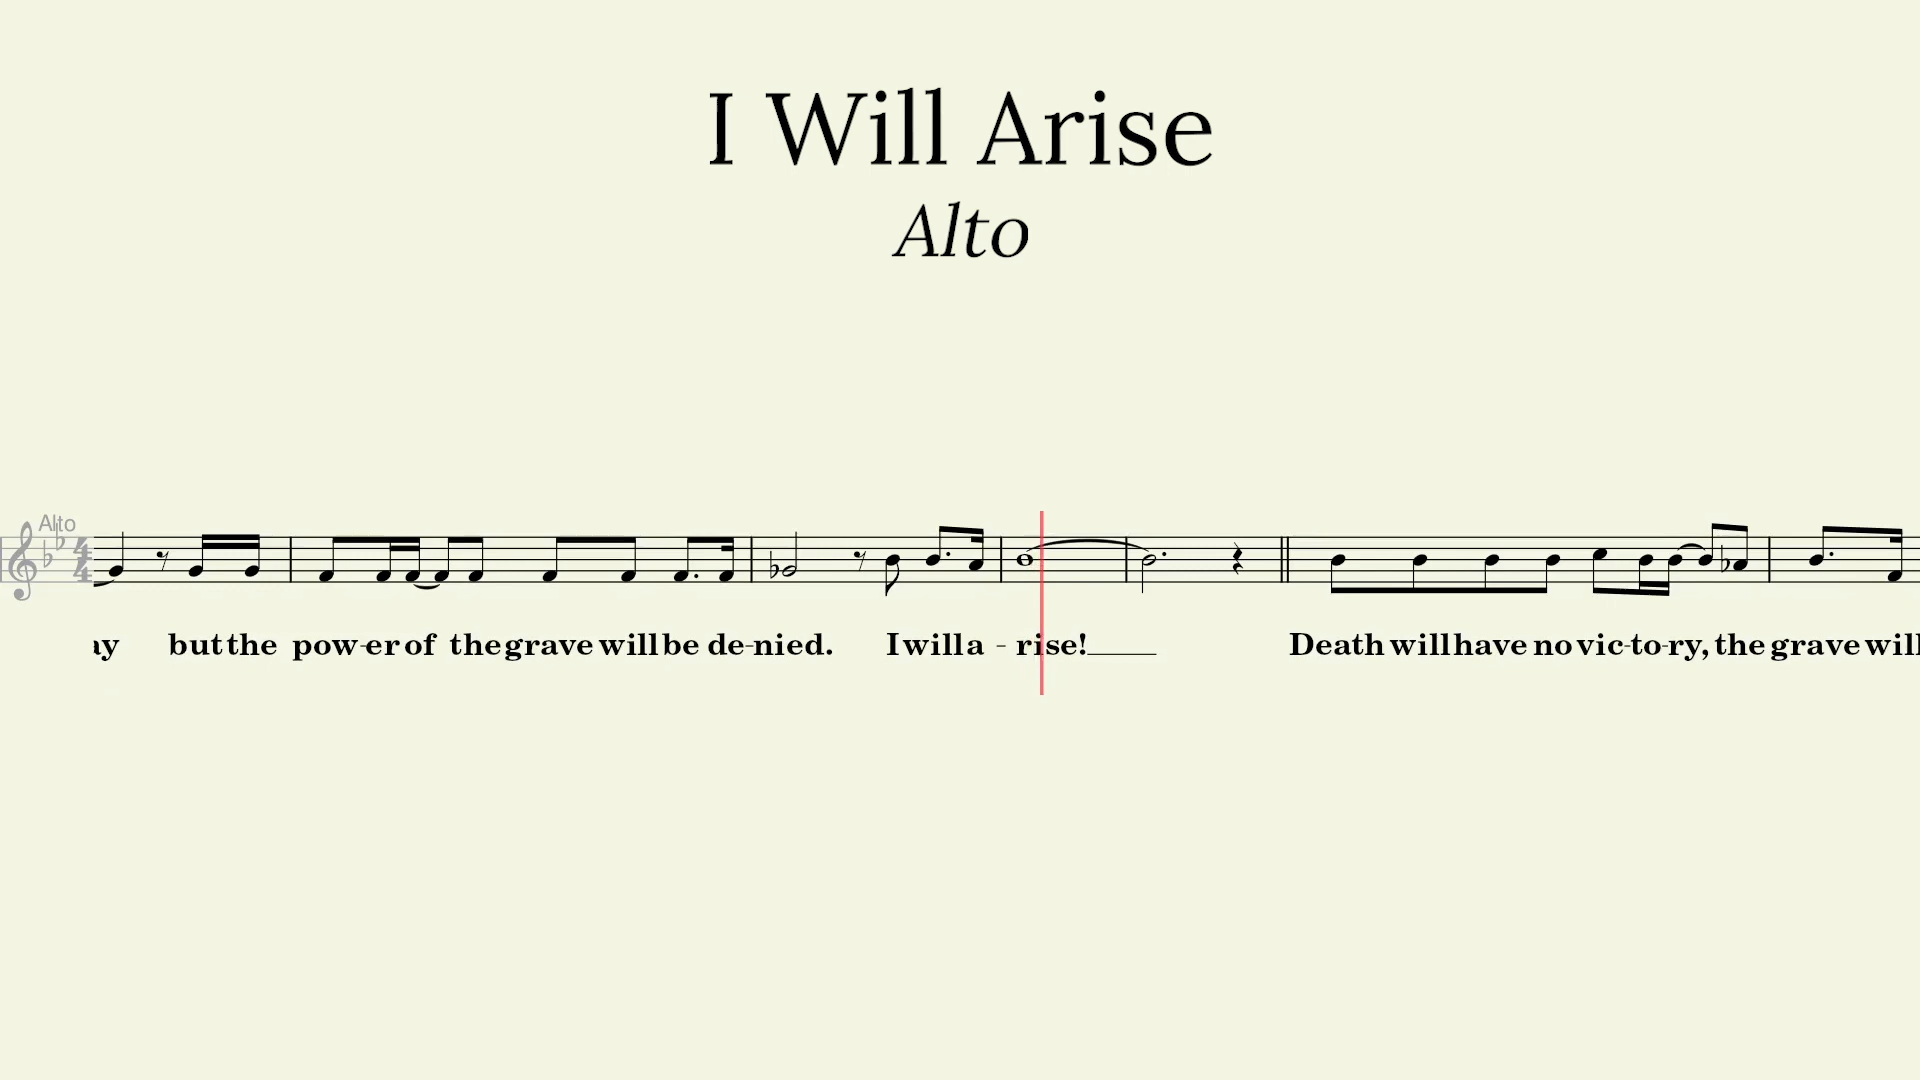 I Will Arise
Alto
Alto
but the pow-er of the grave will be de-nied. I will a - rise! Death will have no vic-to-ry, the grave will